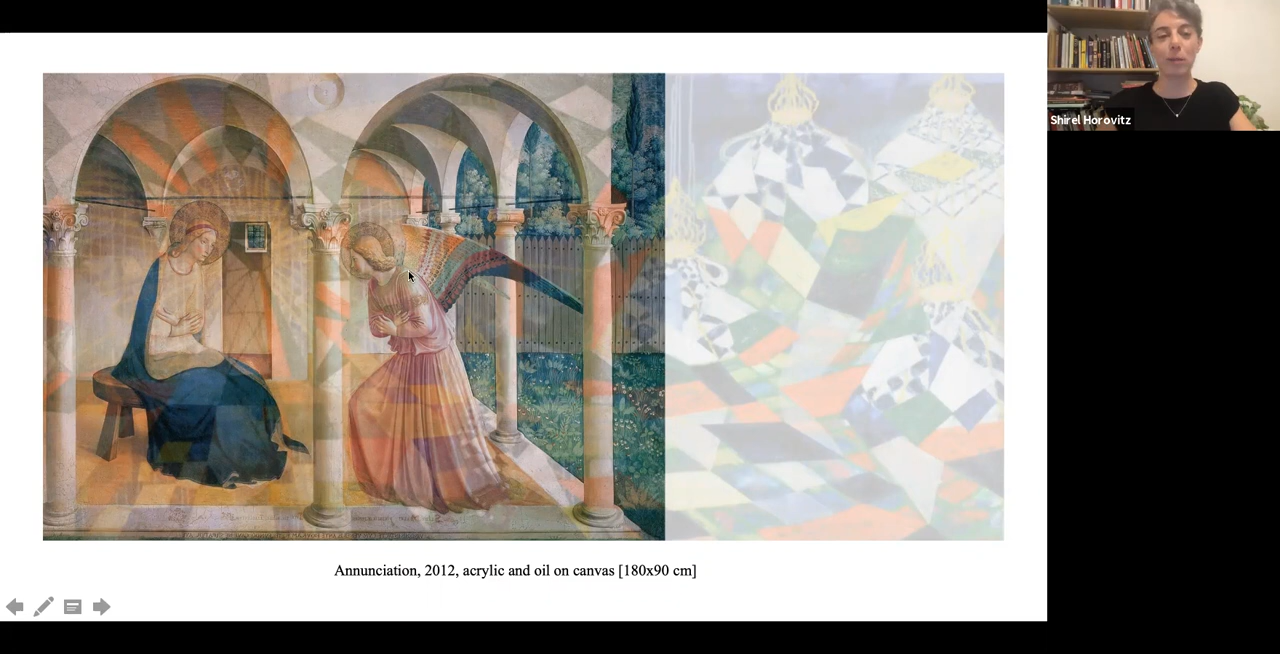 Shirel Horovitz
Annunciation, 2012, acrylic and oil on canvas [180x90 cm]